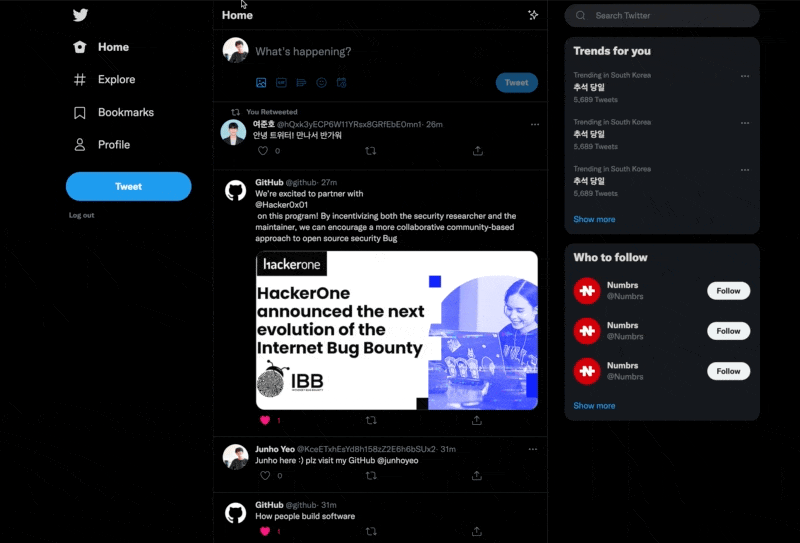 Home
Explore
Bookmarks
Profile
Tweet
Log out
Home
What's happening?
GIF
Tweet
You Retweeted
여준호 @hQxk3yECP6W11YRsx8GRfEbE0mn1· 26m
안녕 트위터! 만나서 반가워
0
GitHub @github· 27m
We're excited to partner with
@Hacker0x01
on this program! By incentivizing both the security researcher and the
maintainer, we can encourage a more collaborative community-based
approach to open source security Bug
hackerone
HackerOne
announced the next
evolution of the
Internet Bug Bounty
IBB
1
Junho Yeo @KceETxhEsYd8h158zZ2E6h6bSUx2· 31m
Junho here :) plz visit my GitHub @junhoyeo
0
GitHub @github· 31m
How people build software
1
Search Twitter
Trends for you
Trending in South Korea
추석 당일
5,689 Tweets
Trending in South Korea
추석 당일
5,689 Tweets
Trending in South Korea
추석 당일
5,689 Tweets
Show more
Who to follow
Numbrs
@Numbrs
Follow
Numbrs
@Numbrs
Follow
Numbrs
@Numbrs
Follow
Show more